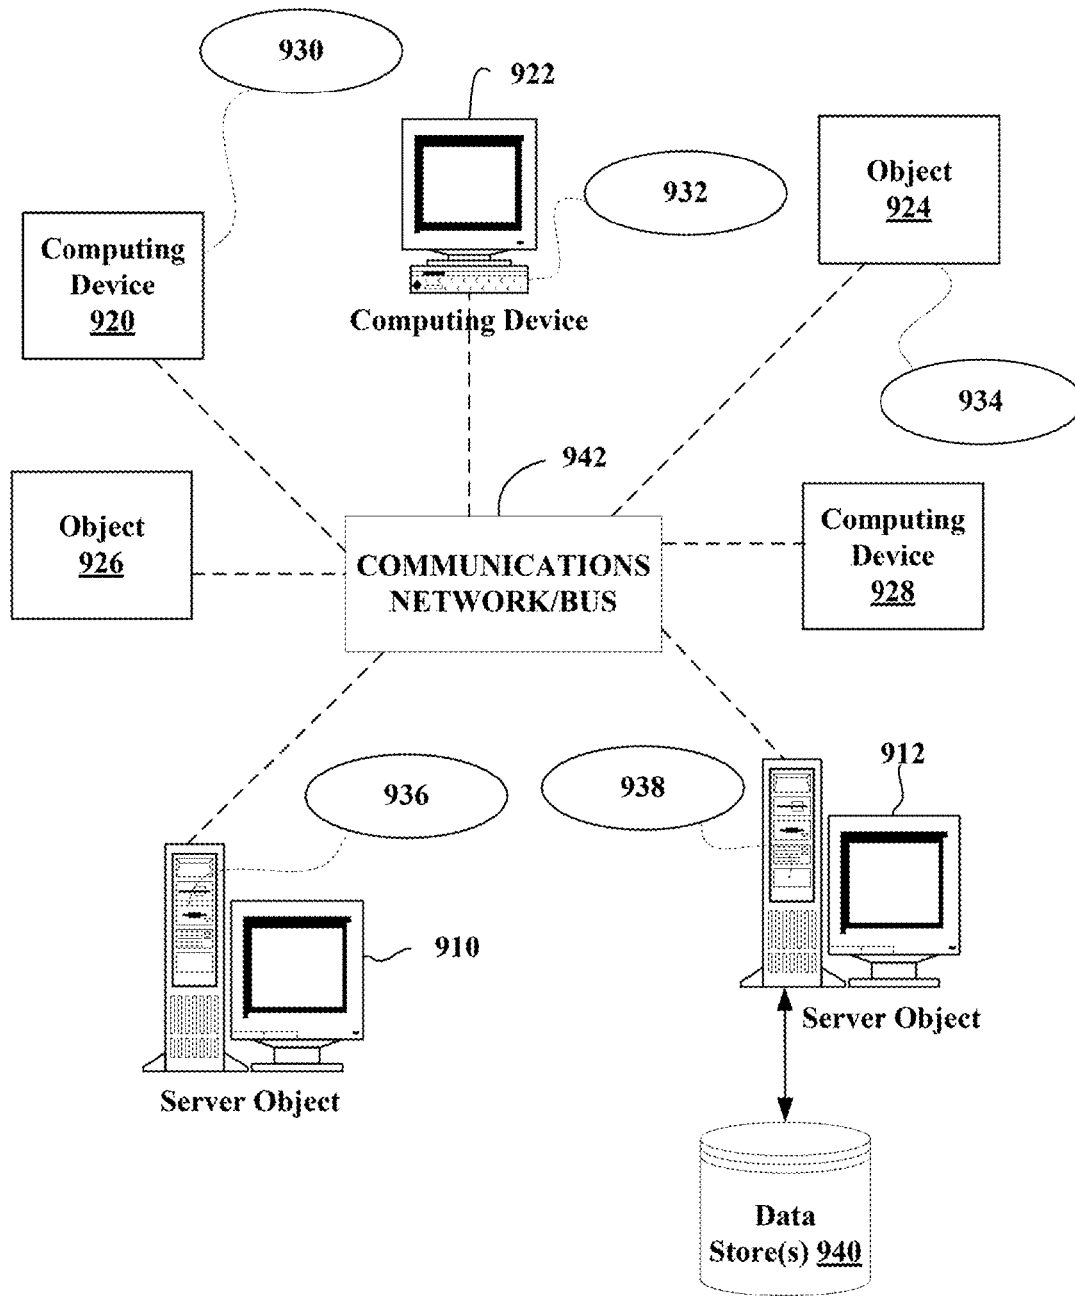 930
922
932
Object
924
Computing
Device
920
Computing Device
934
942
Object
926
COMMUNICATIONS
NETWORK/BUS
Computing
Device
928
936
938
912
910
Server Object
Server Object
Data
Store(s) 940